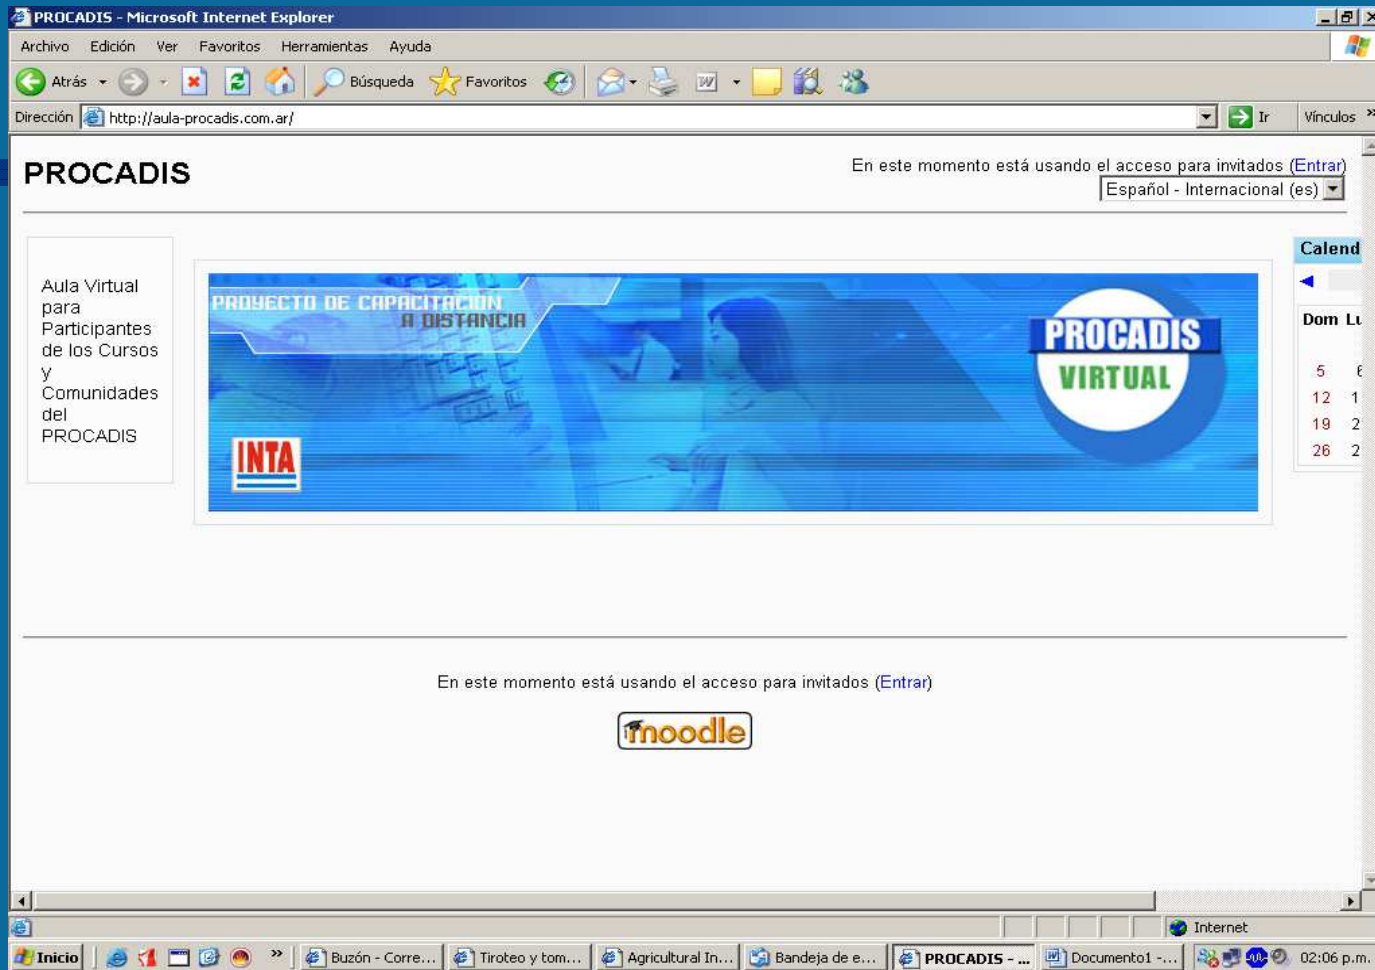 PROCADIS - Microsoft Internet Explorer
Archivo Edición Ver Favoritos Herramientas Ayuda
Atrás Búsqueda Favoritos
Dirección http://aula-procadis.com.ar/ Ir Vínculos
PROCADIS
En este momento está usando el acceso para invitados (Entrar)
Español - Internacional (es)
Aula Virtual
para
Participantes
de los Cursos
y
Comunidades
del
PROCADIS
PROYECTO DE CAPACITACION
A DISTANCIA
INTA
PROCADIS
VIRTUAL
Calend
Dom Lu
5
12 1
19 2
26 2
En este momento está usando el acceso para invitados (Entrar)
moodle
Internet
Inicio Buzón - Corre... Tiroteo y tom... Agricultural In... Bandeja de e... PROCADIS - ... Documento1 -... 02:06 p.m.